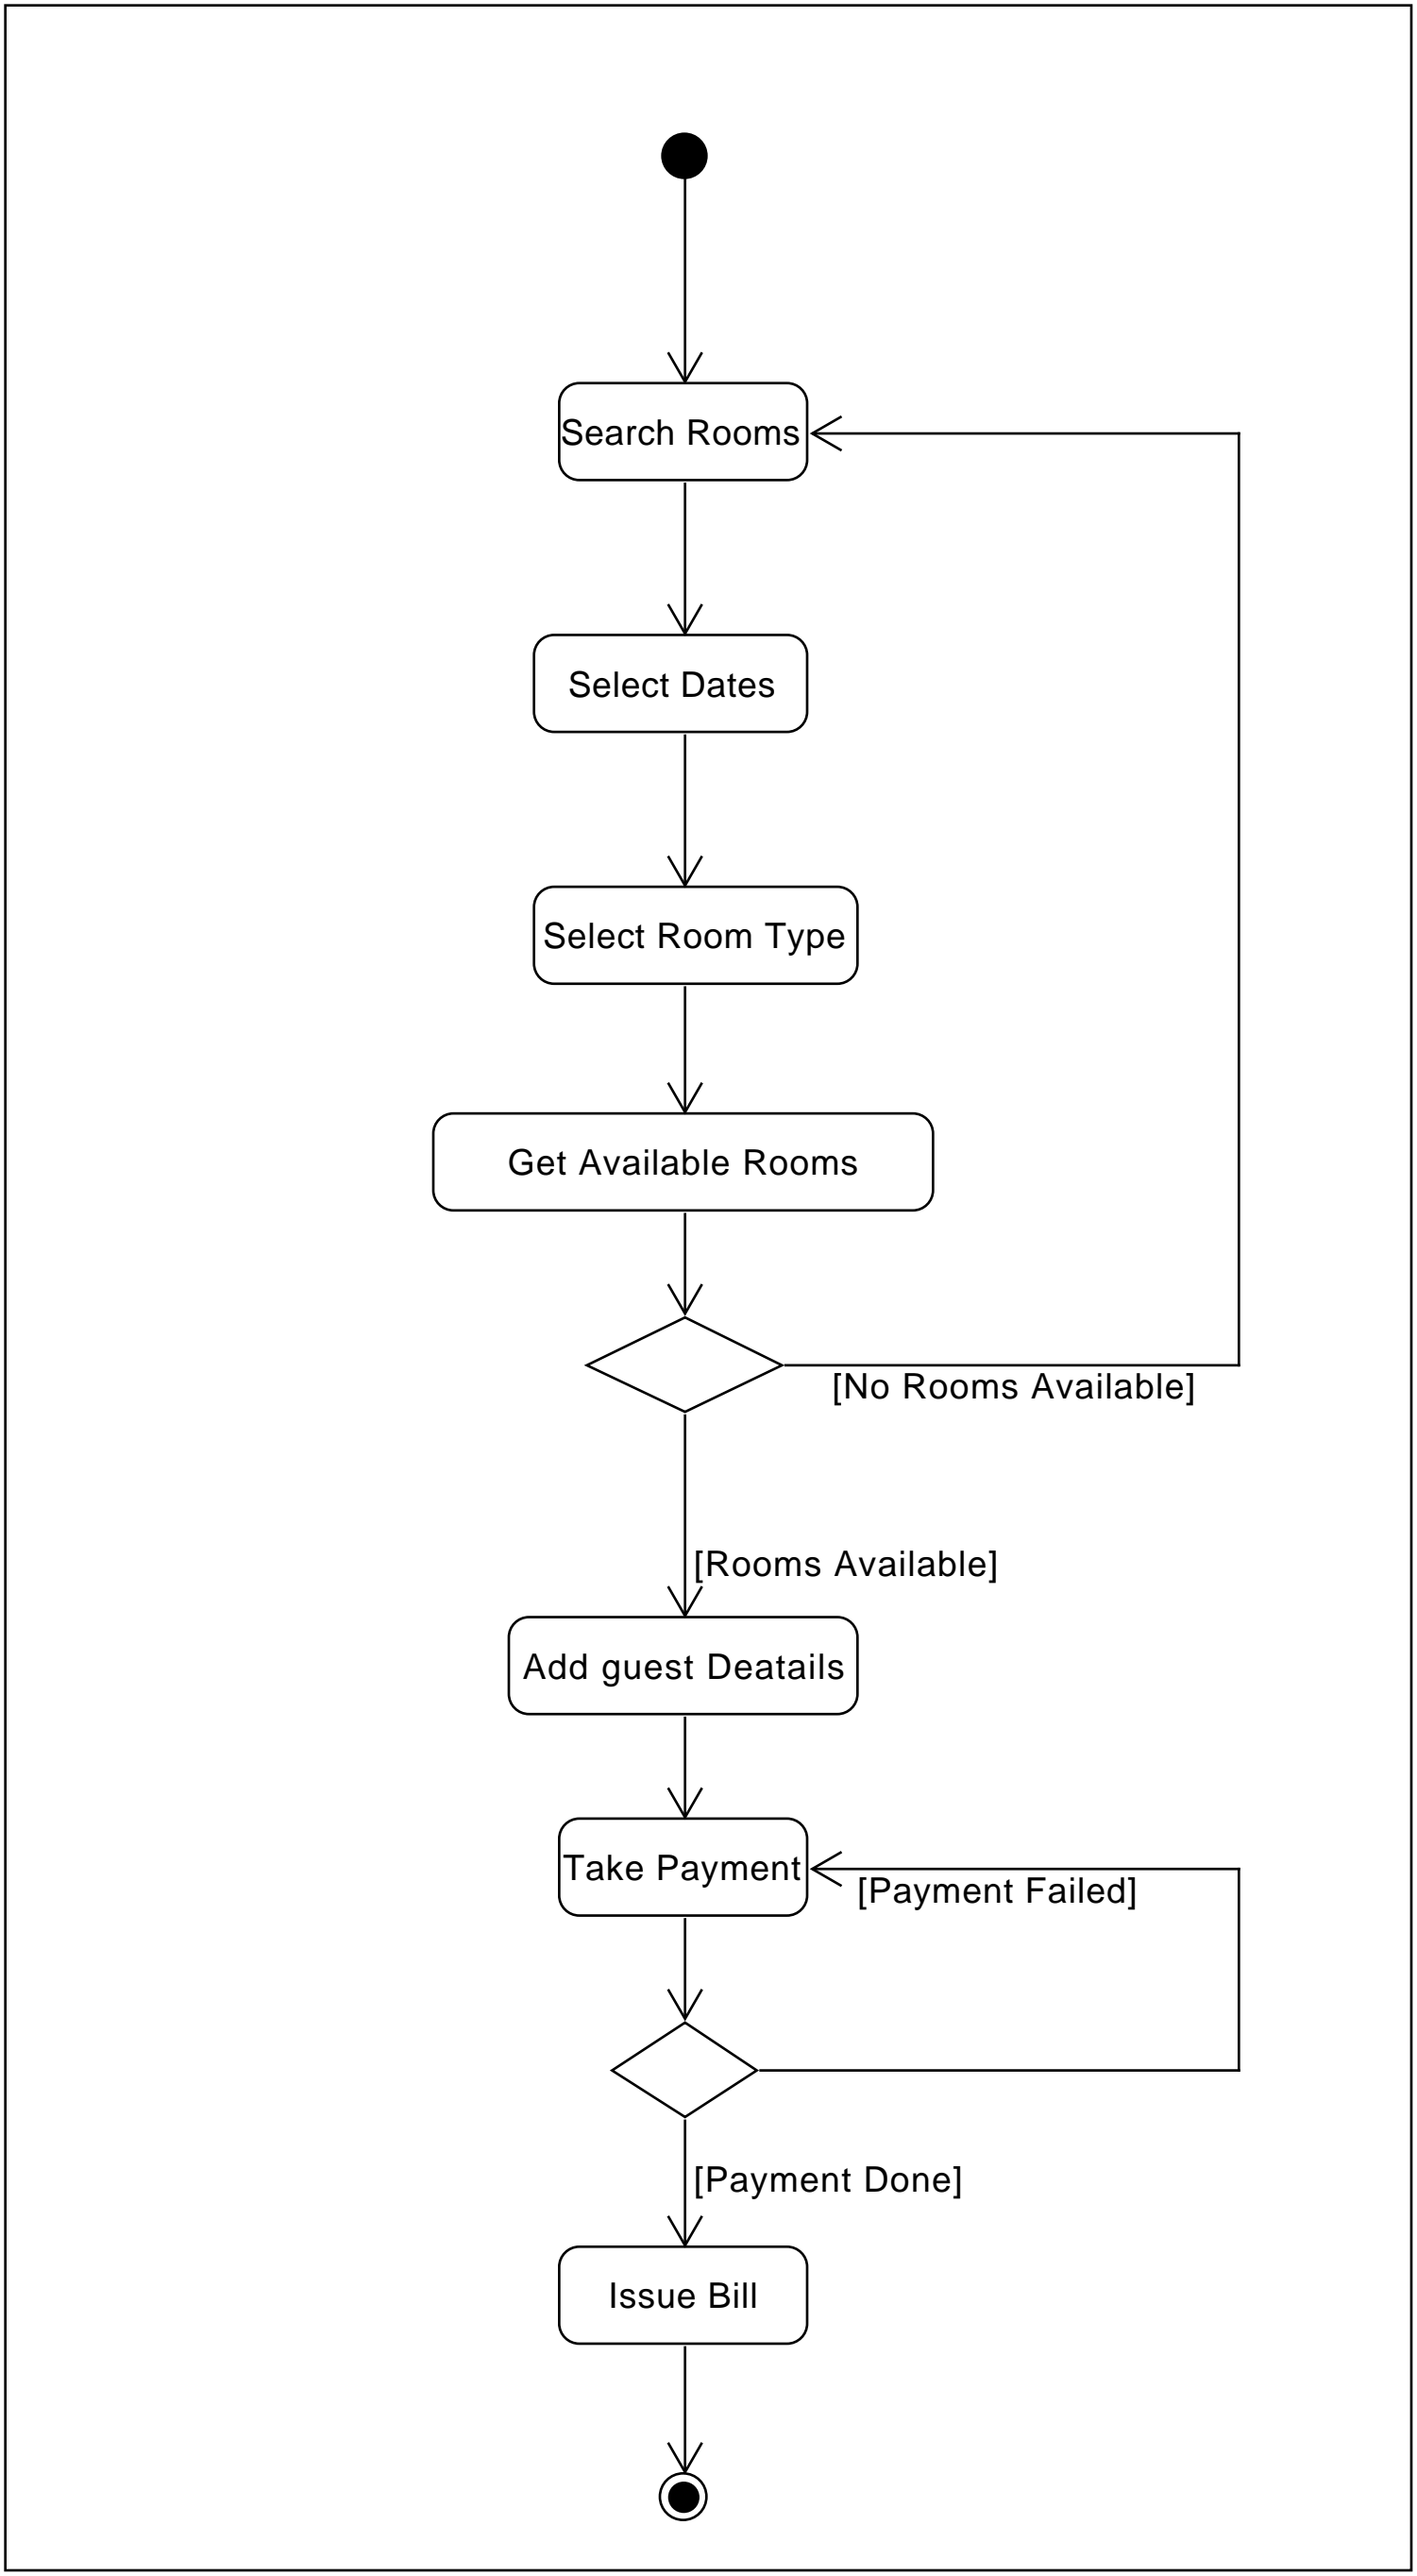 Search Rooms
Select Dates
Select Room Type
Get Available Rooms
[No Rooms Available]
[Rooms Available]
Add guest Deatails
Take Payment
[Payment Failed]
[Payment Done]
Issue Bill